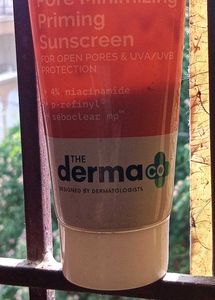 Pore Minimizing
Priming
Sunscreen
FOR OPEN PORES & UVA/UVB
PROTECTION
• 4% niacinamide
• p-refinyl®
• seboclear mp™
THE
derma co
DESIGNED BY DERMATOLOGISTS